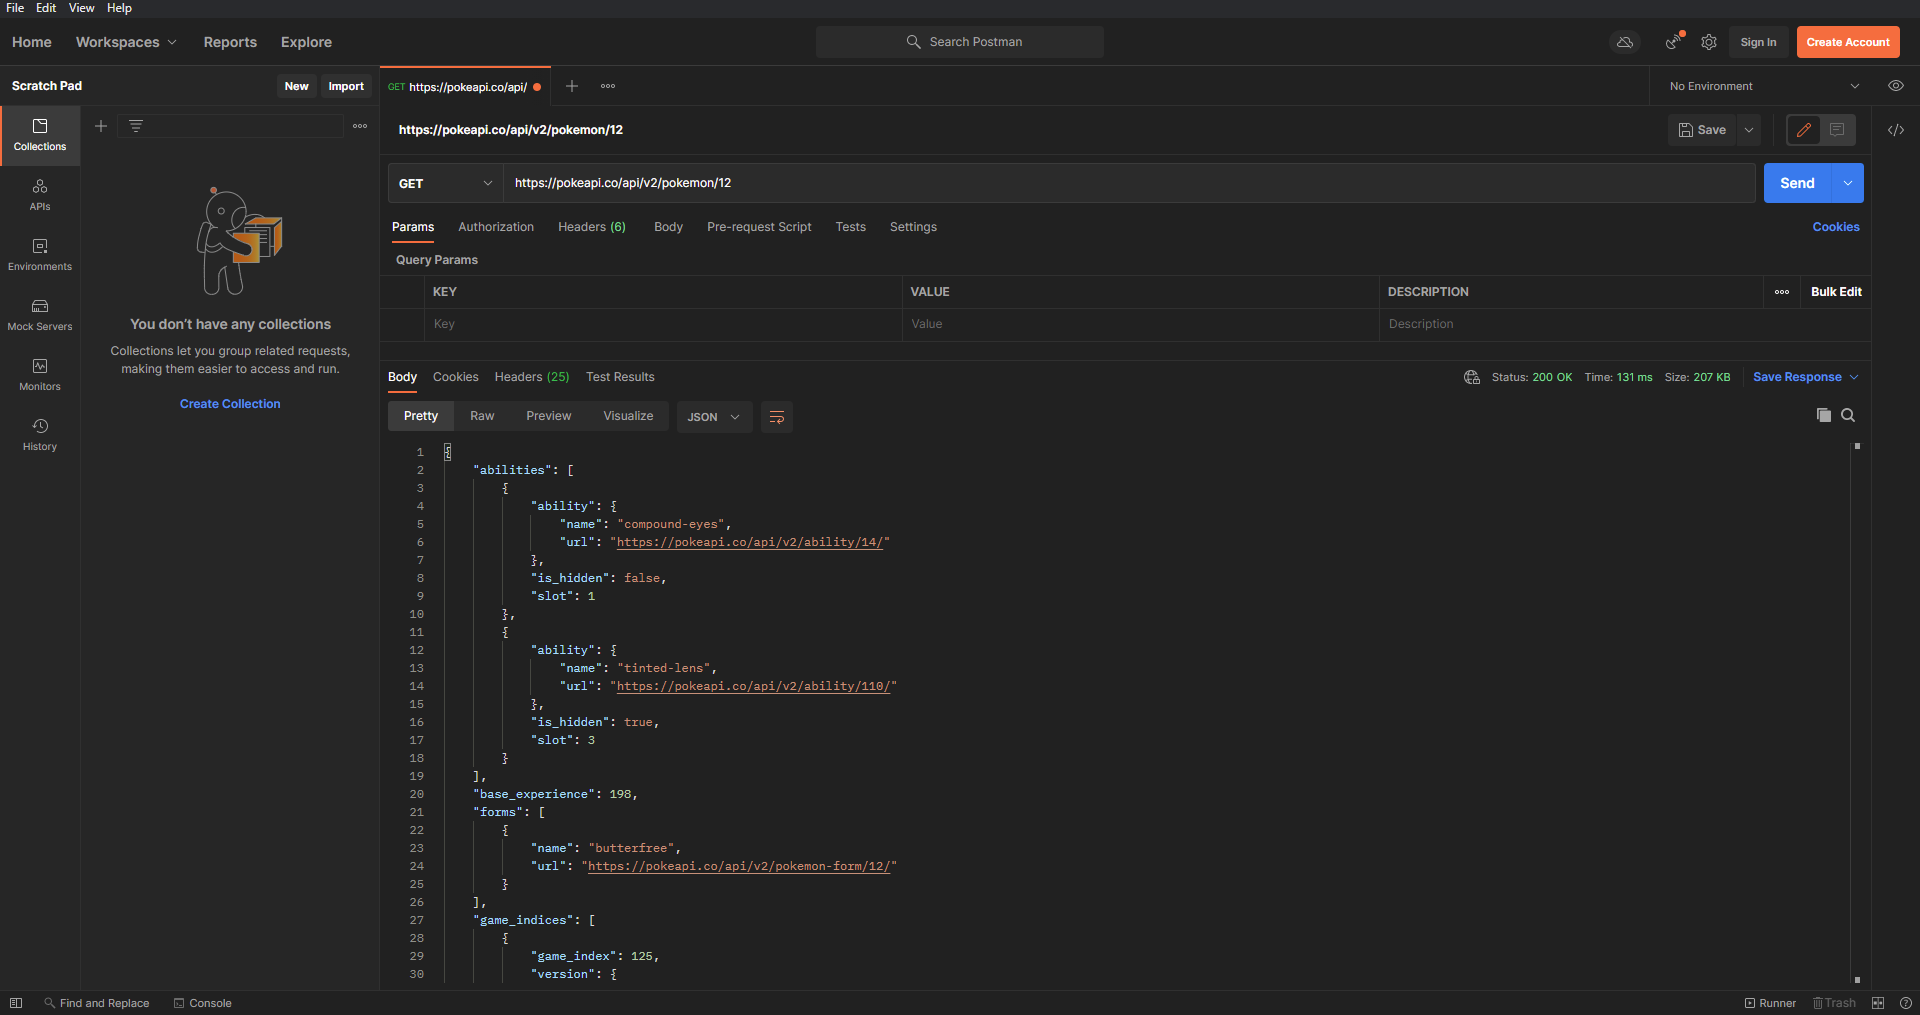 File Edit View Help
Home Workspaces Reports Explore Search Postman Sign In Create Account
Scratch Pad New Import GET https://pokeapi.co/api/ No Environment
Collections
APIs
Environments
Mock Servers
Monitors
History
You don’t have any collections
Collections let you group related requests,
making them easier to access and run.
Create Collection
https://pokeapi.co/api/v2/pokemon/12 Save
GET https://pokeapi.co/api/v2/pokemon/12 Send
Params Authorization Headers (6) Body Pre-request Script Tests Settings Cookies
Query Params
KEY VALUE DESCRIPTION Bulk Edit
Key Value Description
Body Cookies Headers (25) Test Results Status: 200 OK Time: 131 ms Size: 207 KB Save Response
Pretty Raw Preview Visualize JSON
1 {
2 "abilities": [
3 {
4 "ability": {
5 "name": "compound-eyes",
6 "url": "https://pokeapi.co/api/v2/ability/14/"
7 },
8 "is_hidden": false,
9 "slot": 1
10 },
11 {
12 "ability": {
13 "name": "tinted-lens",
14 "url": "https://pokeapi.co/api/v2/ability/110/"
15 },
16 "is_hidden": true,
17 "slot": 3
18 }
19 ],
20 "base_experience": 198,
21 "forms": [
22 {
23 "name": "butterfree",
24 "url": "https://pokeapi.co/api/v2/pokemon-form/12/"
25 }
26 ],
27 "game_indices": [
28 {
29 "game_index": 125,
30 "version": {
Find and Replace Console Runner Trash